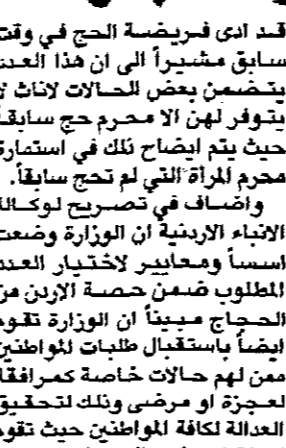 قد ادى فريضة الحج في وقت
سابق مشيراً الى ان هذا العدد
يتضمن بعض الحالات لاناث لا
يتوفر لهن الا محرم حج سابقاً
حيث يتم ايضاح ذلك في استمارة
محرم المرأة التي لم تحج سابقاً.
واضاف في تصريح لوكالة
الانباء الاردنية ان الوزارة وضعت
اسساً ومعايير لاختيار العدد
المطلوب ضمن حصة الاردن من
الحجاج مبيناً ان الوزارة تقوم
ايضاً باستقبال طلبات المواطنين
ممن لهم حالات خاصة كمرافقة
لعجزة او مرضى وذلك لتحقيق
العدالة لكافة المواطنين حيث تقوم